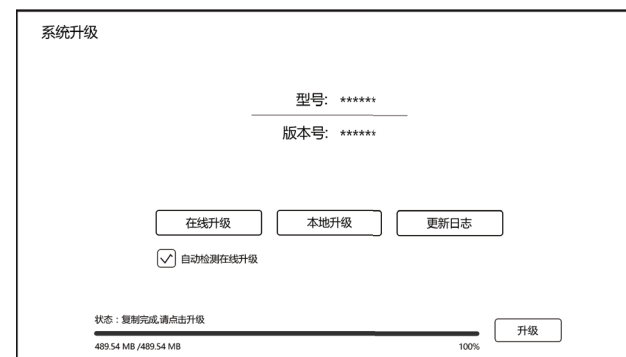 系统升级
型号: ******
版本号: ******
在线升级 本地升级 更新日志
自动检测在线升级
状态：复制完成,请点击升级
升级
489.54 MB /489.54 MB 100%